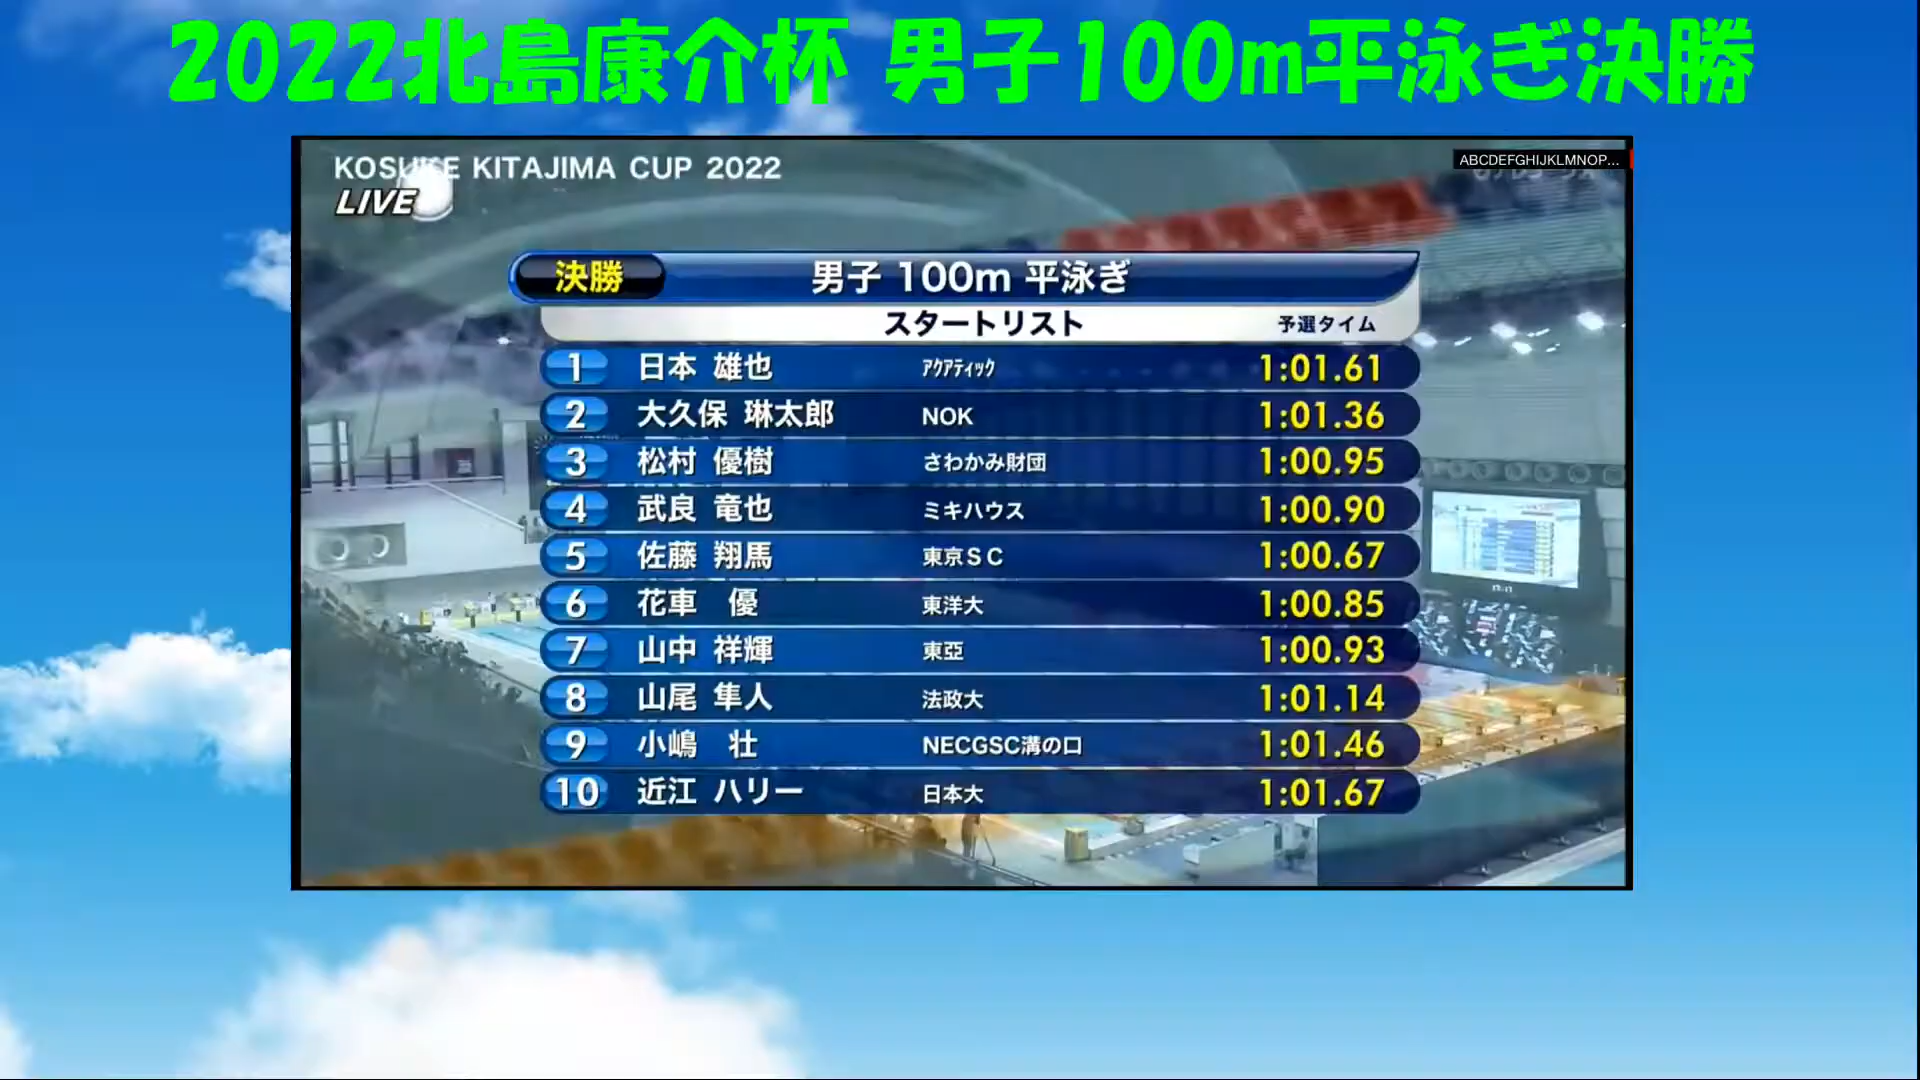 2022北島康介杯 男子100m平泳ぎ決勝
KOSUKE KITAJIMA CUP 2022
ABCDEFGHIJKLMNOP...
LIVE
決勝 男子 100m 平泳ぎ
スタートリスト 予選タイム
1 日本 雄也 ｱｸｱﾃｨｯｸ 1:01.61
2 大久保 琳太郎 NOK 1:01.36
3 松村 優樹 さわかみ財団 1:00.95
4 武良 竜也 ミキハウス 1:00.90
5 佐藤 翔馬 東京ＳＣ 1:00.67
6 花車 優 東洋大 1:00.85
7 山中 祥輝 東亞 1:00.93
8 山尾 隼人 法政大 1:01.14
9 小嶋 壮 NECGSC溝の口 1:01.46
10 近江 ハリー 日本大 1:01.67